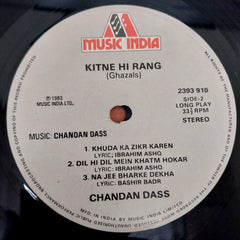 MUSIC INDIA
KITNE HI RANG
(Ghazals)
℗ 1983
MUSIC INDIA LTD.
2393 910
SIDE-2
LONG PLAY
33⅓ RPM
STEREO
MUSIC: CHANDAN DASS
1. KHUDA KA ZIKR KAREN
LYRIC: IBRAHIM ASHQ
2. DIL HI DIL MEIN KHATM HOKAR
LYRIC: IBRAHIM ASHQ
3. NA JEE BHARKE DEKHA
LYRIC: BASHIR BADR
CHANDAN DASS
MFD. IN INDIA BY MUSIC INDIA LTD.